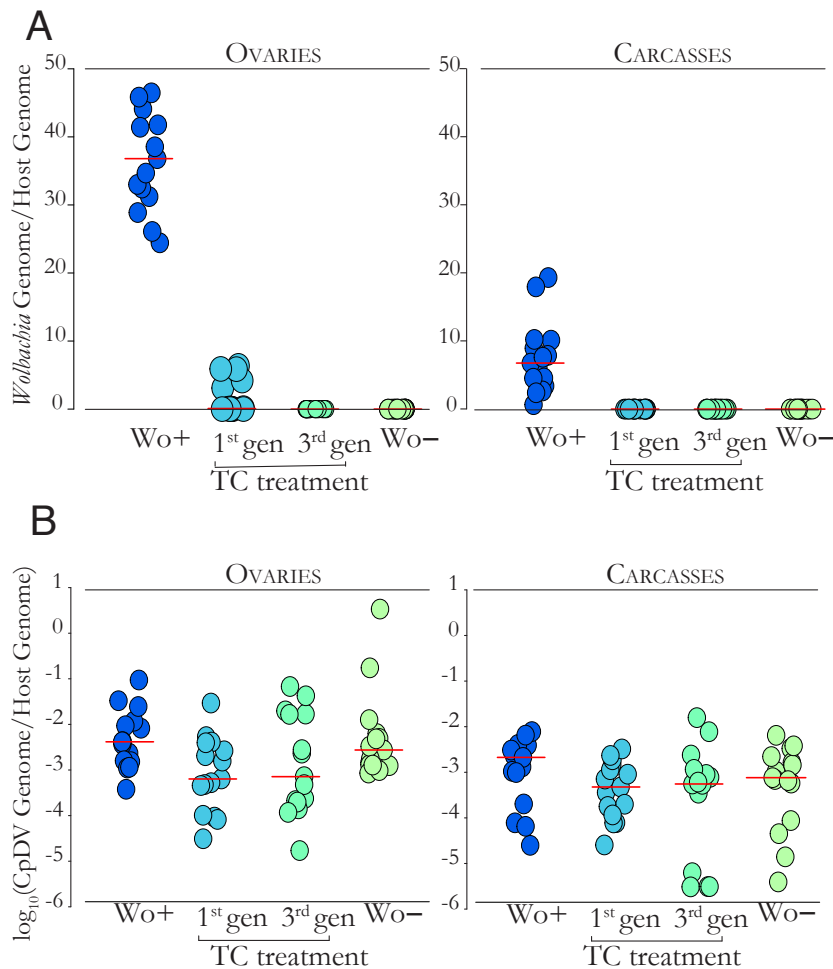 A
OVARIES
CARCASSES
Wolbachia Genome/Host Genome
50
40
30
20
10
0
50
40
30
20
10
0
Wo+
1st gen
3rd gen
Wo–
TC treatment
Wo+
1st gen
3rd gen
Wo–
TC treatment
B
OVARIES
CARCASSES
log10(CpDV Genome/Host Genome)
1
0
-1
-2
-3
-4
-5
-6
1
0
-1
-2
-3
-4
-5
-6
Wo+
1st gen
3rd gen
Wo–
TC treatment
Wo+
1st gen
3rd gen
Wo–
TC treatment